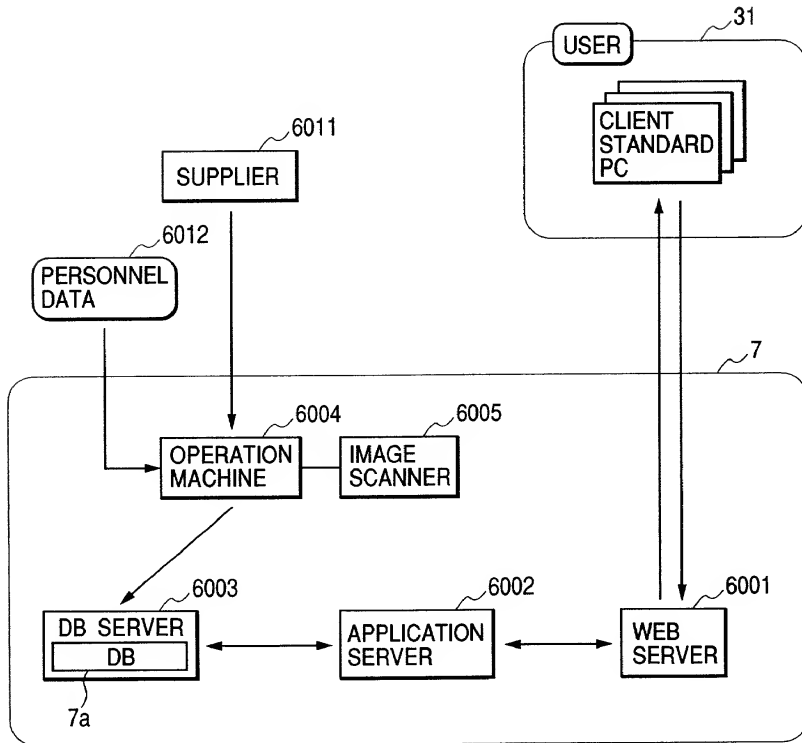 31
USER
CLIENT
STANDARD
PC
6011
SUPPLIER
6012
PERSONNEL
DATA
7
6004
OPERATION
MACHINE
6005
IMAGE
SCANNER
6003
DB SERVER
DB
7a
6002
APPLICATION
SERVER
6001
WEB
SERVER